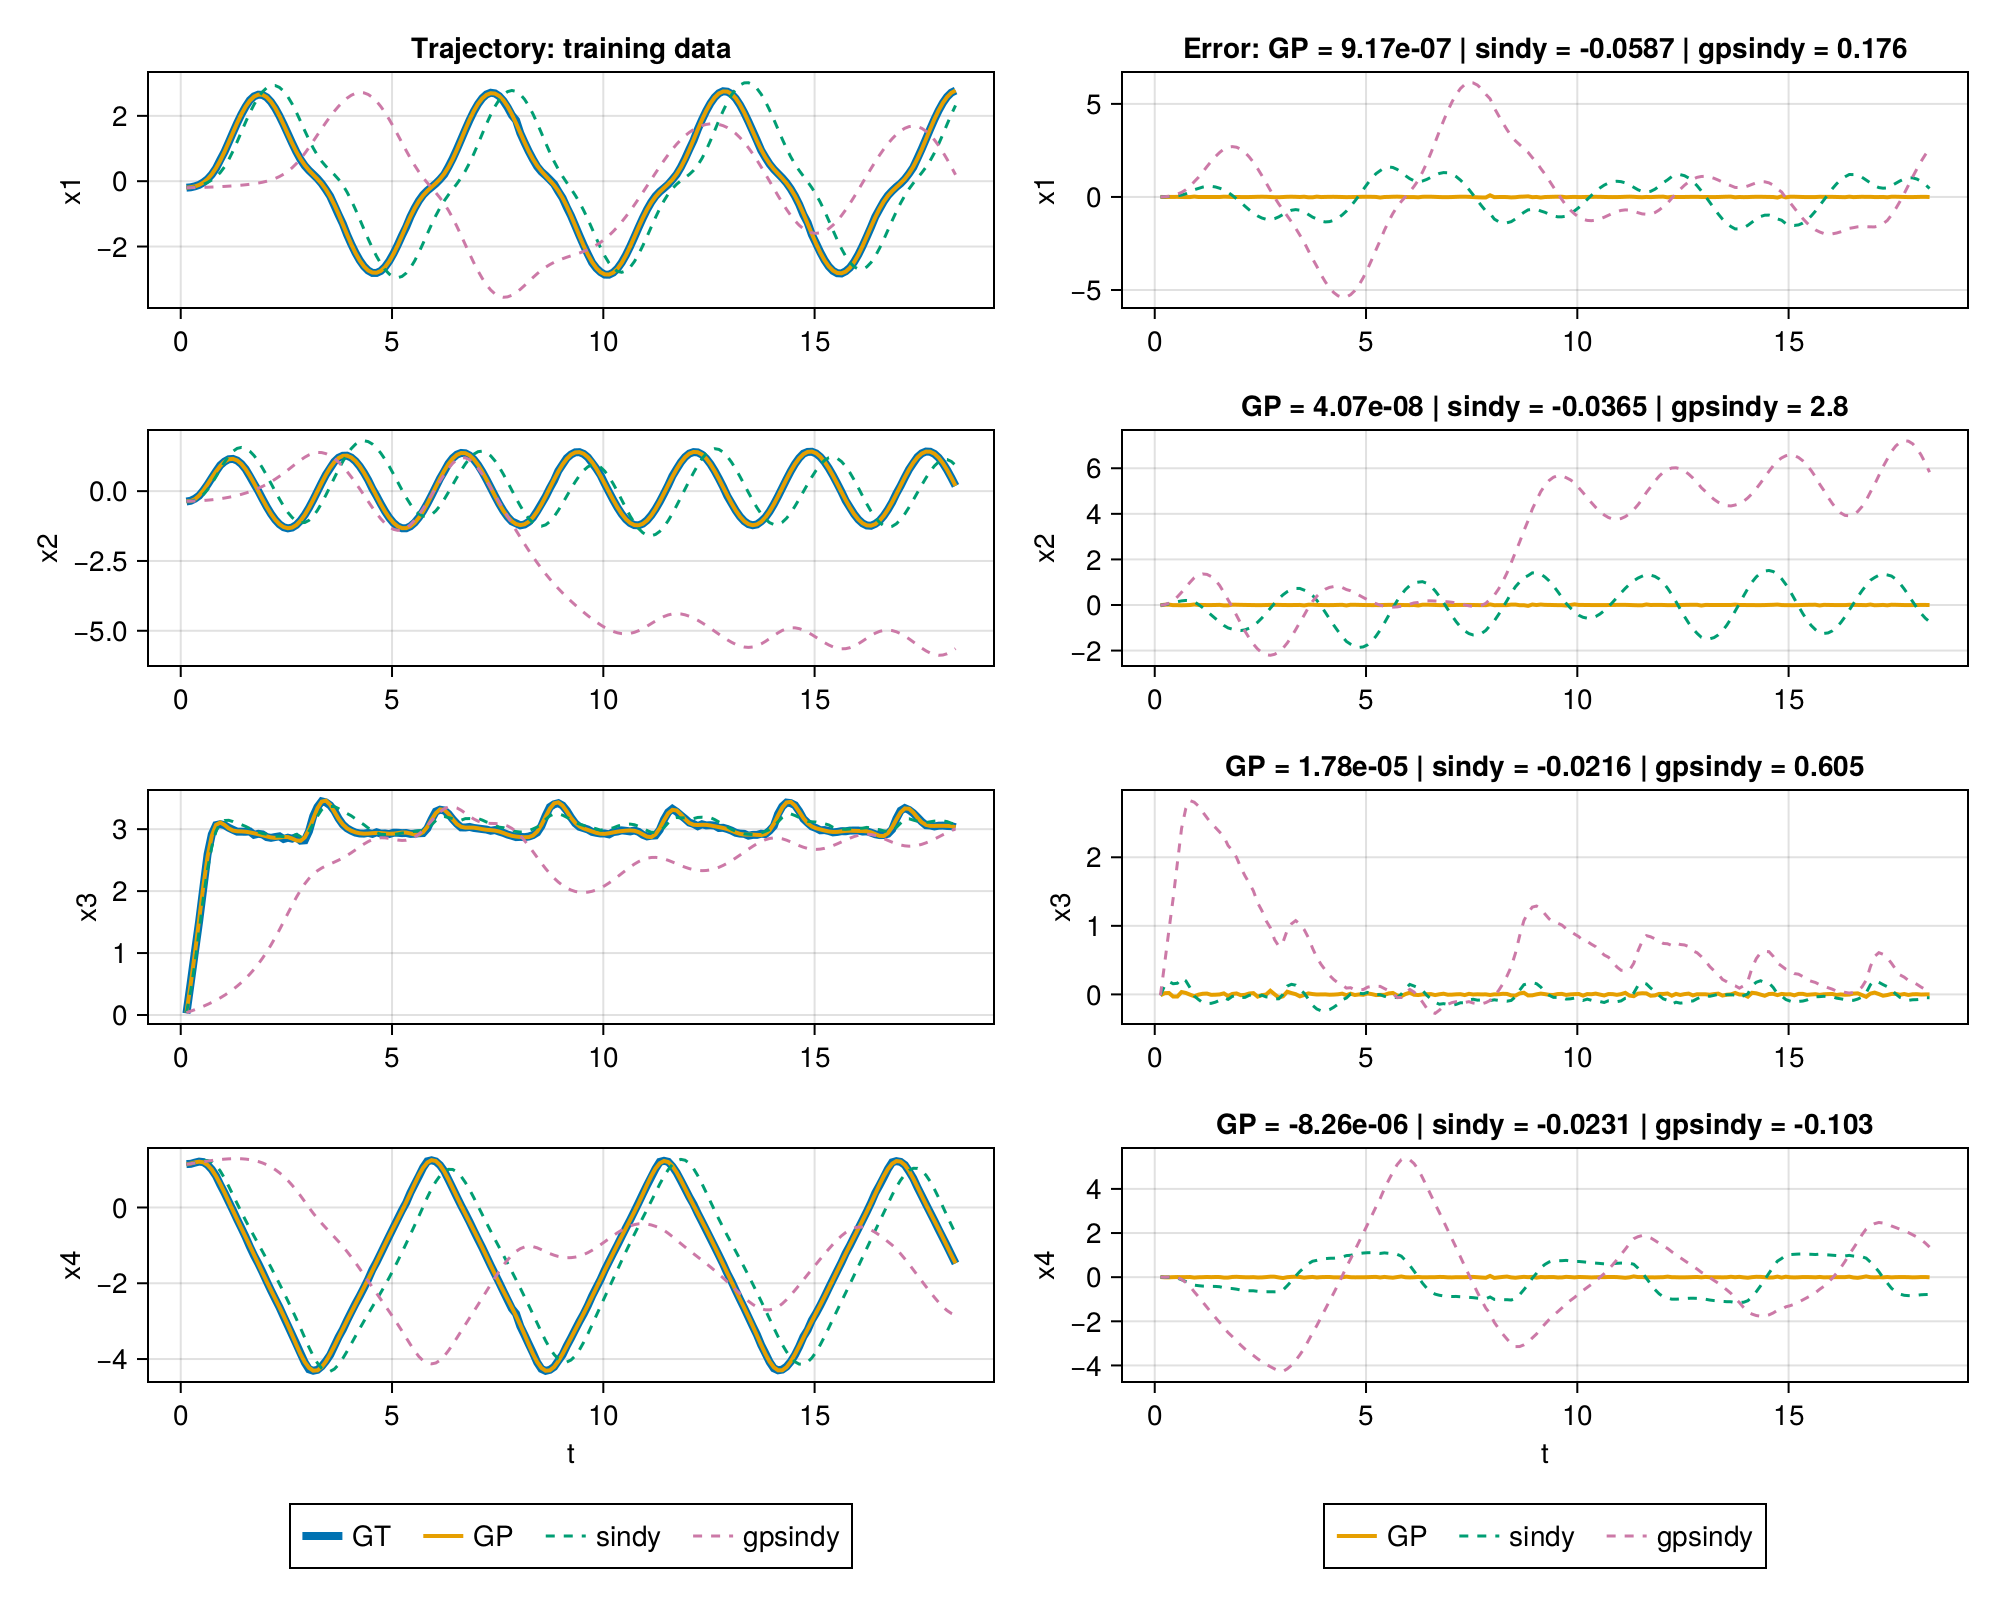 Trajectory: training data
x1
2
0
−2
0 5 10 15
Error: GP = 9.17e-07 | sindy = -0.0587 | gpsindy = 0.176
x1
5
0
−5
0 5 10 15
x2
0.0
−2.5
−5.0
0 5 10 15
GP = 4.07e-08 | sindy = -0.0365 | gpsindy = 2.8
x2
6
4
2
0
−2
0 5 10 15
x3
3
2
1
0
0 5 10 15
GP = 1.78e-05 | sindy = -0.0216 | gpsindy = 0.605
x3
2
1
0
0 5 10 15
x4
0
−2
−4
0 5 10 15
t
GP = -8.26e-06 | sindy = -0.0231 | gpsindy = -0.103
x4
4
2
0
−2
−4
0 5 10 15
t
GT GP sindy gpsindy
GP sindy gpsindy